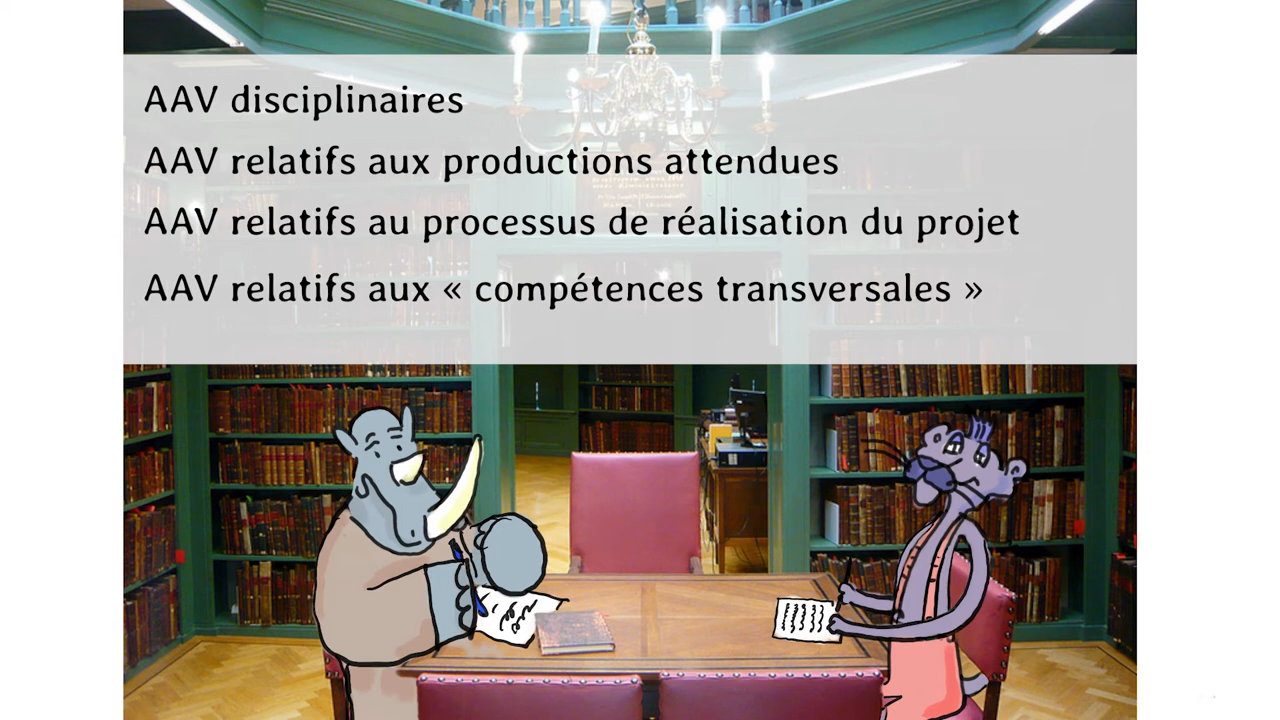 AAV disciplinaires
AAV relatifs aux productions attendues
AAV relatifs au processus de réalisation du projet
AAV relatifs aux « compétences transversales »